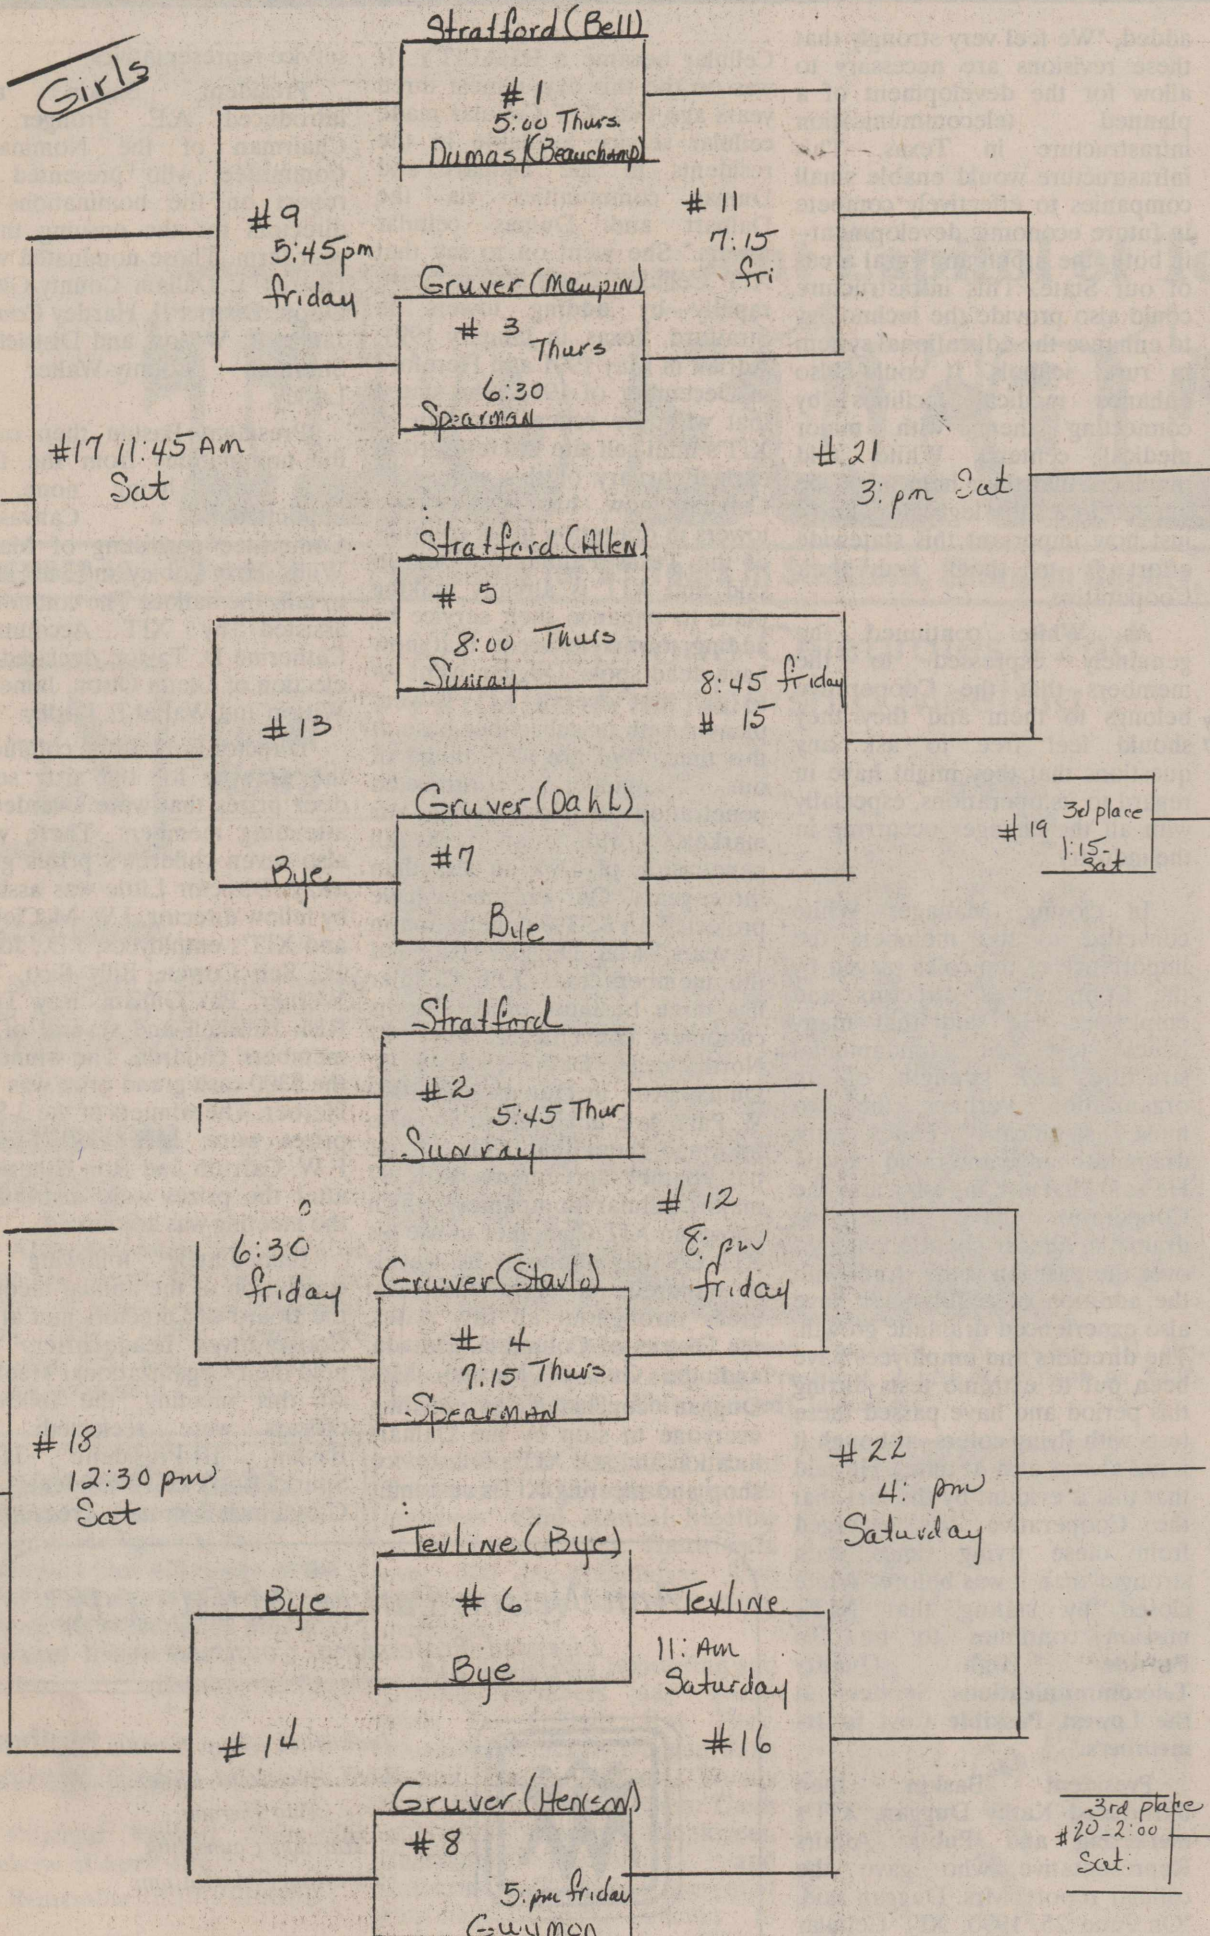 Girls
Stratford (Bell)
#1
5:00 Thurs.
Dumas (Beauchamp)
#9
5:45pm
friday
#11
7:15
fri
Gruver (Maupin)
#3
Thurs
6:30
Spearman
#17 11:45 Am
Sat
#21
3: pm Sat
Stratford (Allen)
#5
8:00 Thurs
Sunray
8:45 friday
#15
#13
Gruver (Dahl)
#7
Bye
Bye
#19
3rd place
1:15-
Sat
Stratford
#2
5:45 Thur
Sunray
6:30
friday
#12
8: pm
friday
Gruver (Stavlo)
#4
7:15 Thurs
Spearman
#18
12:30 pm
Sat
#22
4: pm
Saturday
Texline (Bye)
Bye
#6
Bye
Texline
11: Am
Saturday
#16
#14
Gruver (Henson)
#8
5: pm friday
Guymon
3rd place
#20-2:00
Sat.